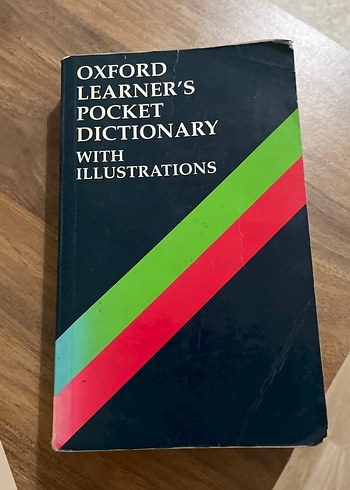 OXFORD
LEARNER'S
POCKET
DICTIONARY
WITH
ILLUSTRATIONS